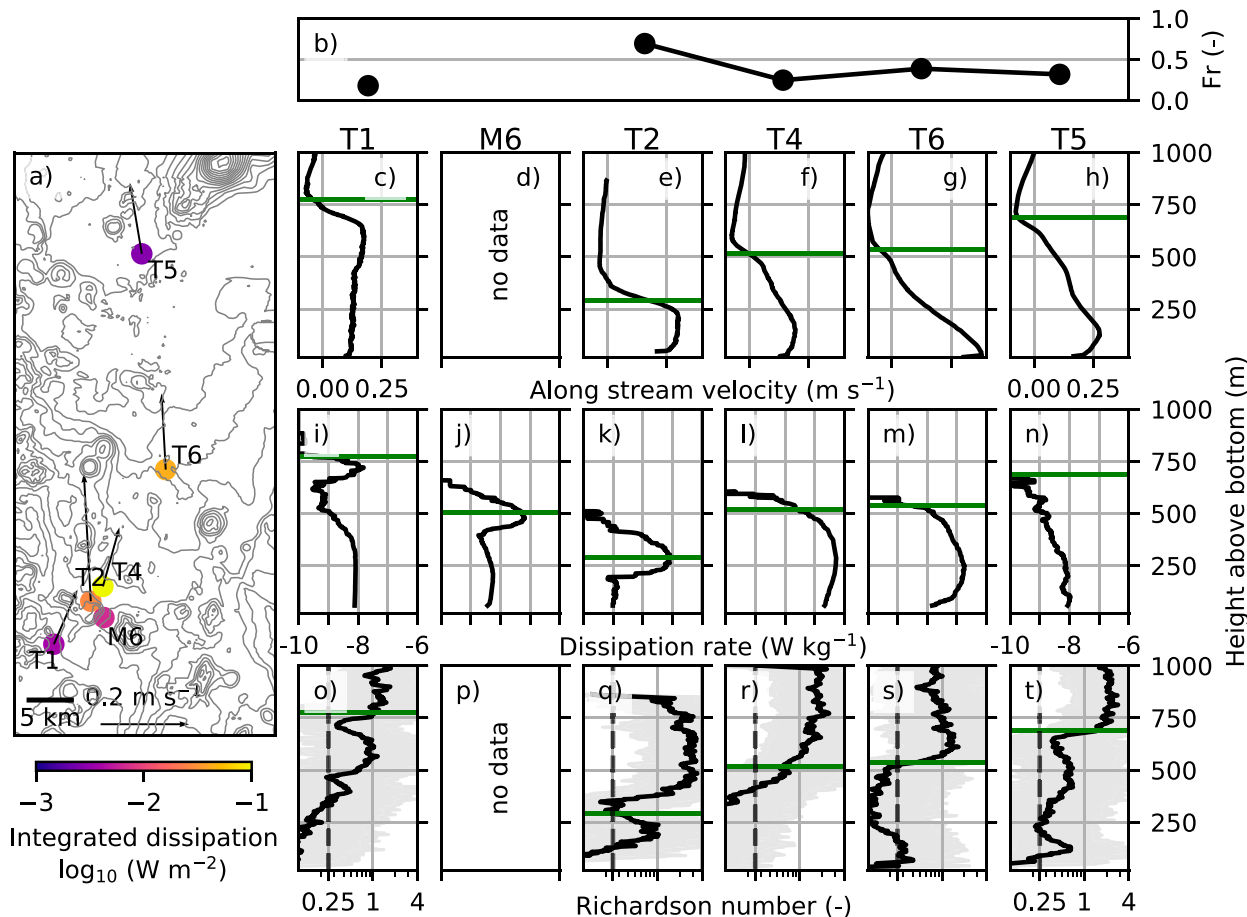 b)
1.0
0.5
0.0
Fr (-)
T1 M6 T2 T4 T6 T5
a)
T5
T6
T2 T4
M6
T1
0.2 m s⁻¹
5 km
−3 −2 −1
Integrated dissipation
log₁₀ (W m⁻²)
c) d) e) f) g) h)
no data
1000
750
500
250
0.00 0.25 Along stream velocity (m s⁻¹) 0.00 0.25
i) j) k) l) m) n)
1000
750
500
250
Height above bottom (m)
-10 -8 -6 Dissipation rate (W kg⁻¹) -10 -8 -6
o) p) q) r) s) t)
no data
1000
750
500
250
0.25 1 4 Richardson number (-) 0.25 1 4